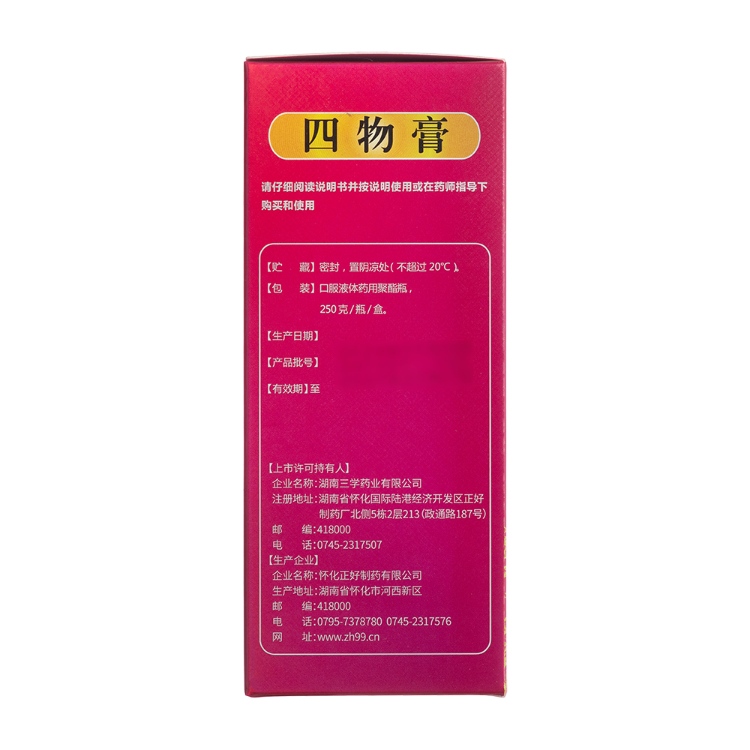 四物膏
请仔细阅读说明书并按说明使用或在药师指导下
购买和使用
【贮 藏】密封，置阴凉处（不超过20℃）。
【包 装】口服液体药用聚酯瓶，
250克/瓶/盒。
【生产日期】
【产品批号】
【有效期】至
【上市许可持有人】
企业名称:湖南三学药业有限公司
注册地址:湖南省怀化国际陆港经济开发区正好
制药厂北侧5栋2层213（政通路187号）
邮 编:418000
电 话:0745-2317507
【生产企业】
企业名称:怀化正好制药有限公司
生产地址:湖南省怀化市河西新区
邮 编:418000
电 话:0795-7378780 0745-2317576
网 址:www.zh99.cn